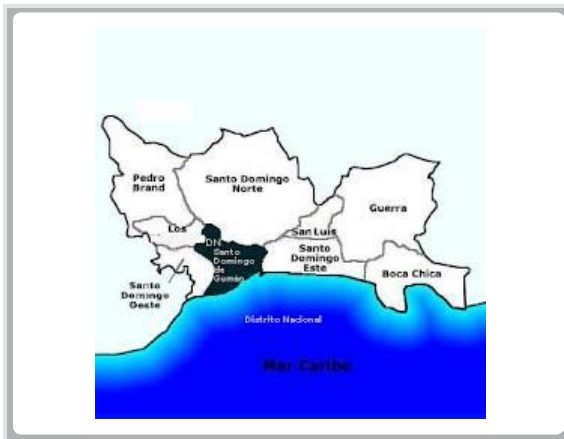 Pedro
Brand
Santo Domingo
Norte
Guerra
Los
San Luis
DN
Santo
Domingo
de
Gumán
Santo
Domingo
Este
Boca Chica
Santo
Domingo
Oeste
Distrito Nacional
Mar Caribe